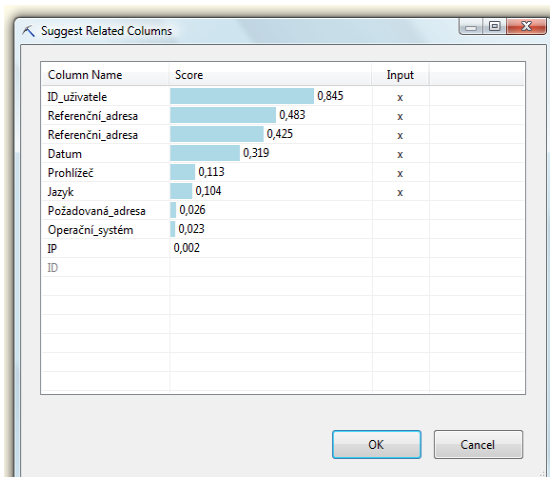 Suggest Related Columns
Column Name Score Input
ID_uživatele 0,845 x
Referenční_adresa 0,483 x
Referenčni_adresa 0,425 x
Datum 0,319 x
Prohlížeč 0,113 x
Jazyk 0,104 x
Požadovaná_adresa 0,026
Operační_systém 0,023
IP 0,002
ID
OK Cancel